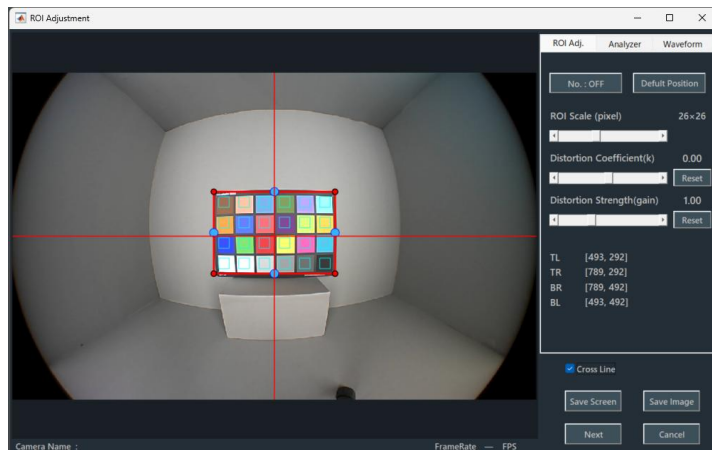 ROI Adjustment
ROI Adj. Analyzer Waveform
No. : OFF Defult Position
ROI Scale (pixel) 26×26
Distortion Coefficient(k) 0.00
Reset
Distortion Strength(gain) 1.00
Reset
TL [493, 292]
TR [789, 292]
BR [789, 492]
BL [493, 492]
Cross Line
Save Screen Save Image
Next Cancel
Camera Name : FrameRate — FPS